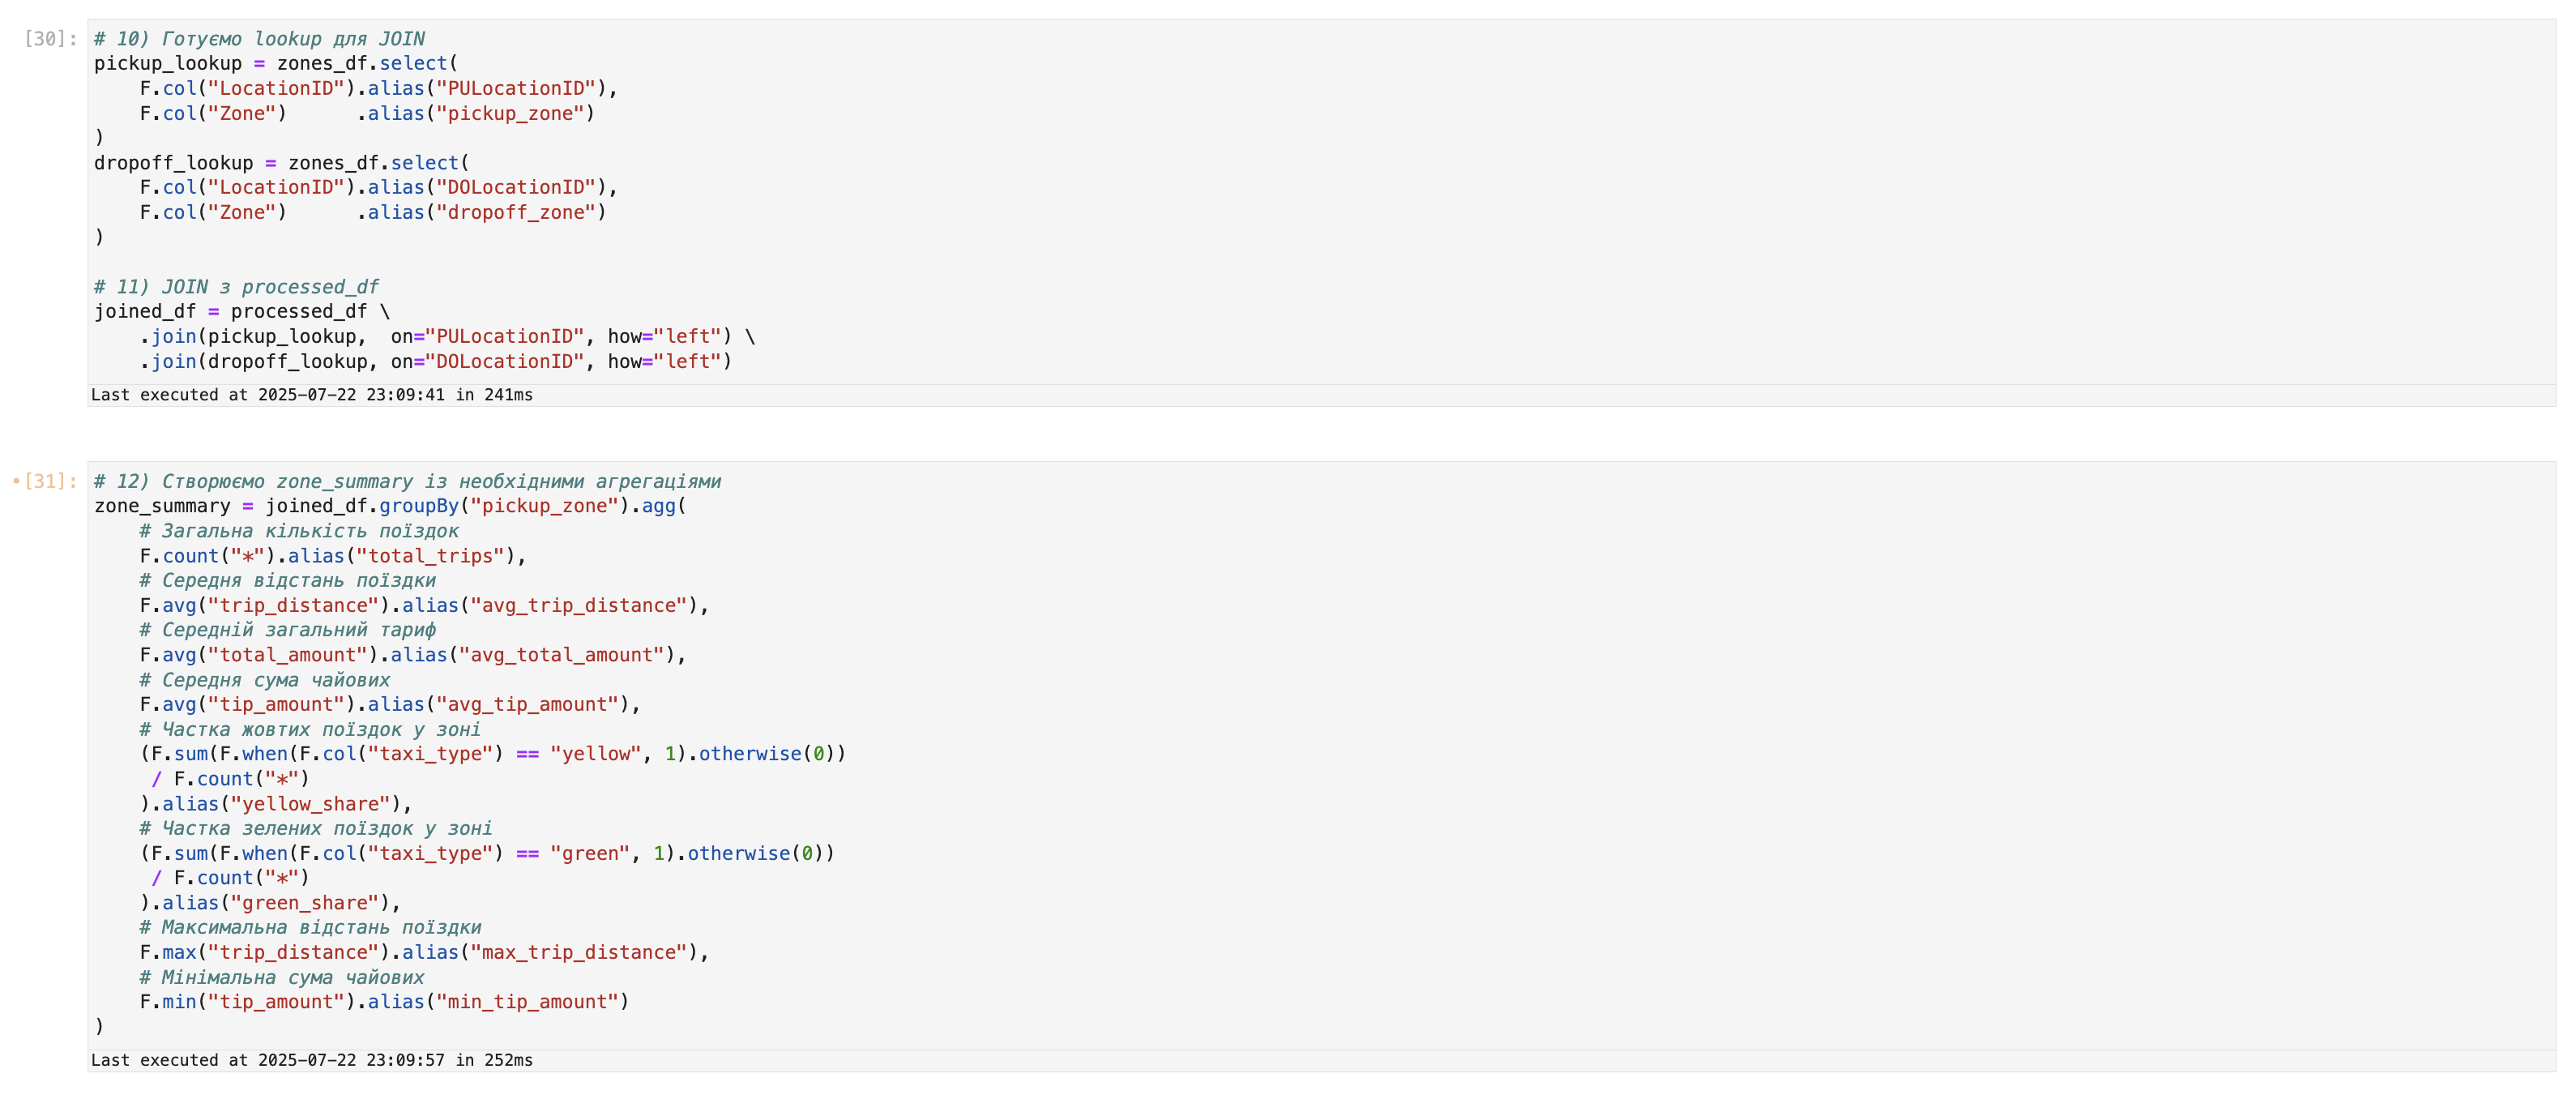 [30]:
# 10) Готуємо lookup для JOIN
pickup_lookup = zones_df.select(
    F.col("LocationID").alias("PULocationID"),
    F.col("Zone")      .alias("pickup_zone")
)
dropoff_lookup = zones_df.select(
    F.col("LocationID").alias("DOLocationID"),
    F.col("Zone")      .alias("dropoff_zone")
)
# 11) JOIN з processed_df
joined_df = processed_df \
    .join(pickup_lookup,  on="PULocationID", how="left") \
    .join(dropoff_lookup, on="DOLocationID", how="left")
Last executed at 2025-07-22 23:09:41 in 241ms
•[31]:
# 12) Створюємо zone_summary із необхідними агрегаціями
zone_summary = joined_df.groupBy("pickup_zone").agg(
    # Загальна кількість поїздок
    F.count("*").alias("total_trips"),
    # Середня відстань поїздки
    F.avg("trip_distance").alias("avg_trip_distance"),
    # Середній загальний тариф
    F.avg("total_amount").alias("avg_total_amount"),
    # Середня сума чайових
    F.avg("tip_amount").alias("avg_tip_amount"),
    # Частка жовтих поїздок у зоні
    (F.sum(F.when(F.col("taxi_type") == "yellow", 1).otherwise(0))
     / F.count("*")
    ).alias("yellow_share"),
    # Частка зелених поїздок у зоні
    (F.sum(F.when(F.col("taxi_type") == "green", 1).otherwise(0))
     / F.count("*")
    ).alias("green_share"),
    # Максимальна відстань поїздки
    F.max("trip_distance").alias("max_trip_distance"),
    # Мінімальна сума чайових
    F.min("tip_amount").alias("min_tip_amount")
)
Last executed at 2025-07-22 23:09:57 in 252ms